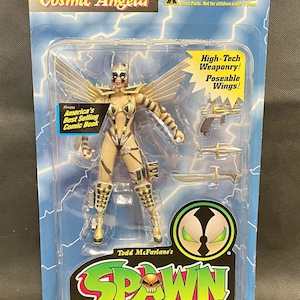 Cosmic Angela
High-Tech
Weaponry!
Poseable
Wings!
America's
Best Selling
Comic Book
Todd McFarlane's
SPAWN